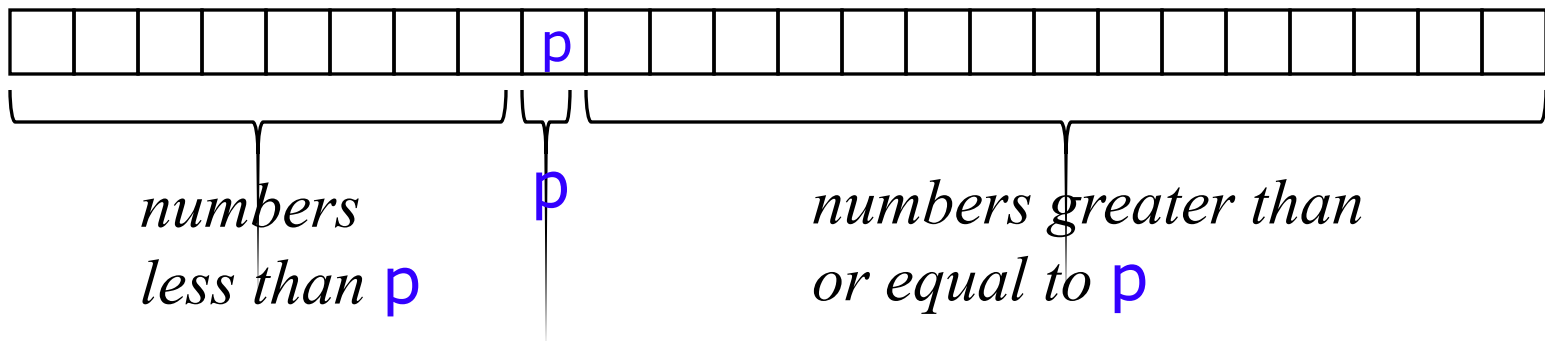 p
numbers
less than p
p
numbers greater than
or equal to p